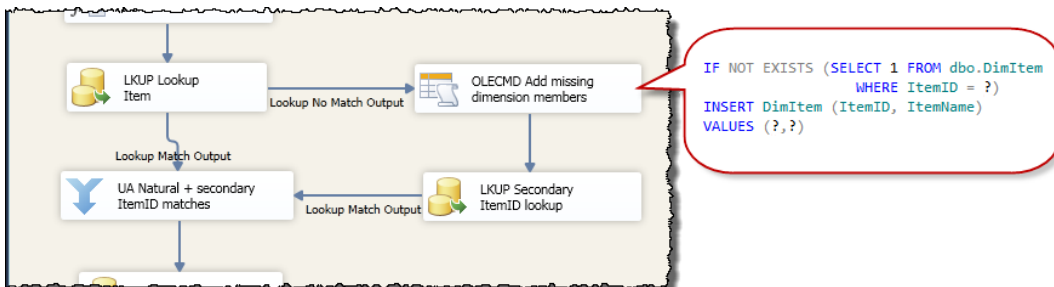 LKUP Lookup
Item
Lookup No Match Output
OLECMD Add missing
dimension members
IF NOT EXISTS (SELECT 1 FROM dbo.DimItem
WHERE ItemID = ?)
INSERT DimItem (ItemID, ItemName)
VALUES (?,?)
Lookup Match Output
UA Natural + secondary
ItemID matches
Lookup Match Output
LKUP Secondary
ItemID lookup